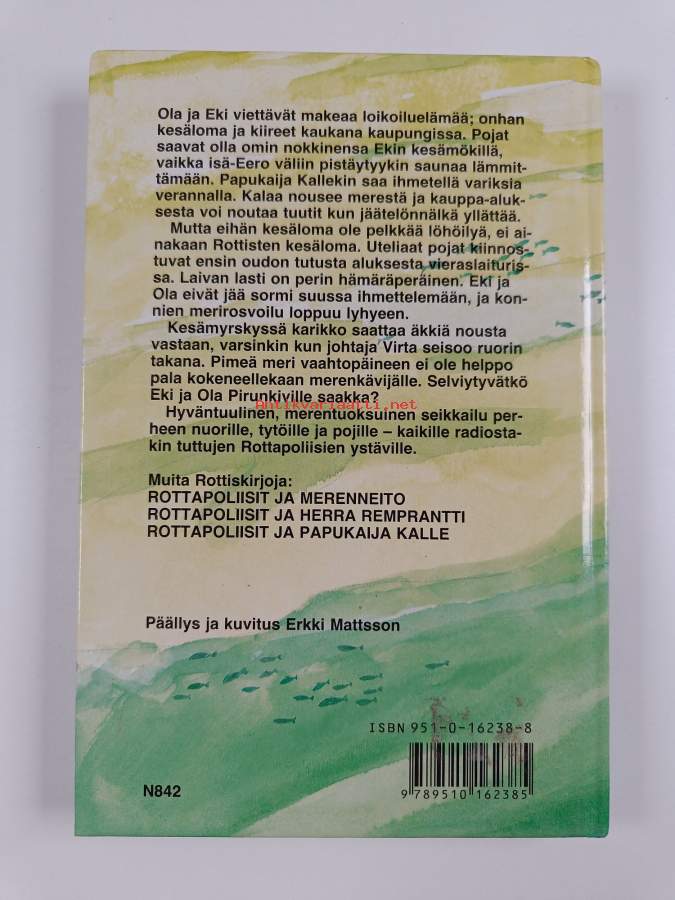 Ola ja Eki viettävät makeaa loikoiluelämää; onhan
kesäloma ja kiireet kaukana kaupungissa. Pojat
saavat olla omin nokkinensa Ekin kesämökillä,
vaikka isä-Eero väliin pistäytyykin saunaa lämmit-
tämään. Papukaija Kallekin saa ihmetellä variksia
verannalla. Kalaa nousee merestä ja kauppa-aluk-
sesta voi noutaa tuutit kun jäätelönnälkä yllättää.
Mutta eihän kesäloma ole pelkkää löhöilyä, ei ai-
nakaan Rottisten kesäloma. Uteliaat pojat kiinnos-
tuvat ensin oudon tutusta aluksesta vieraslaituris-
sa. Laivan lasti on perin hämäräperäinen. Eki ja
Ola eivät jää sormi suussa ihmettelemään, ja kon-
nien merirosvoilu loppuu lyhyeen.
Kesämyrskyssä karikko saattaa äkkiä nousta
vastaan, varsinkin kun johtaja Virta seisoo ruorin
takana. Pimeä meri vaahtopäineen ei ole helppo
pala kokeneellekaan merenkävijälle. Selviytyvätkö
Eki ja Ola Pirunkiville saakka?
Antikvariaatti.net
Hyväntuulinen, merentuoksuinen seikkailu per-
heen nuorille, tytöille ja pojille – kaikille radiosta-
kin tuttujen Rottapoliisien ystäville.
Muita Rottiskirjoja:
ROTTAPOLIISIT JA MERENNEITO
ROTTAPOLIISIT JA HERRA REMPRANTTI
ROTTAPOLIISIT JA PAPUKAIJA KALLE
Päällys ja kuvitus Erkki Mattsson
ISBN 951-0-16238-8
N842
9 789510 162385